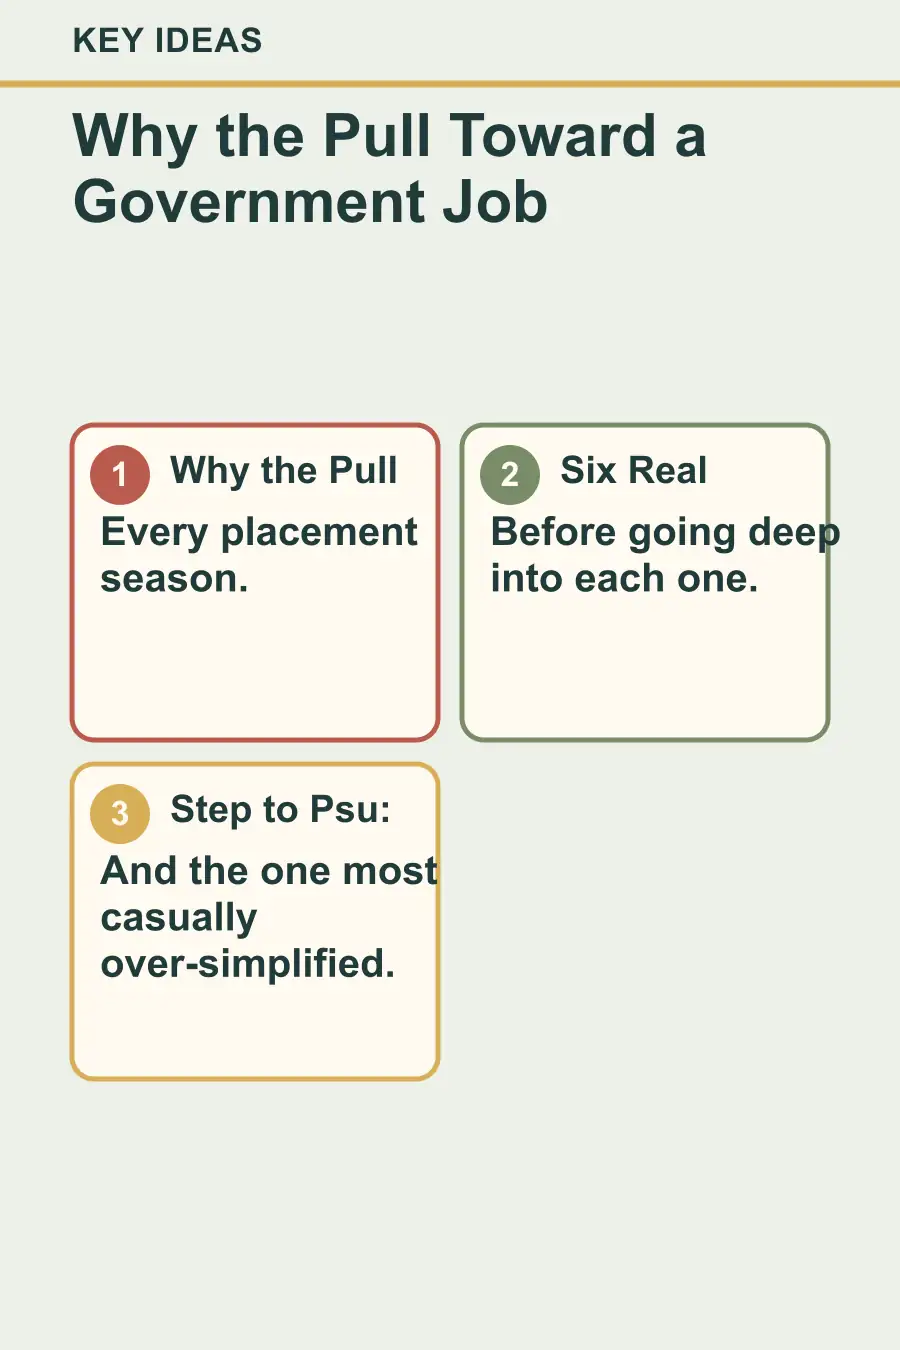 KEY IDEAS
Why the Pull Toward a
Government Job
1 Why the Pull
Every placement
season.
2 Six Real
Before going deep
into each one.
3 Step to Psu:
And the one most
casually
over-simplified.